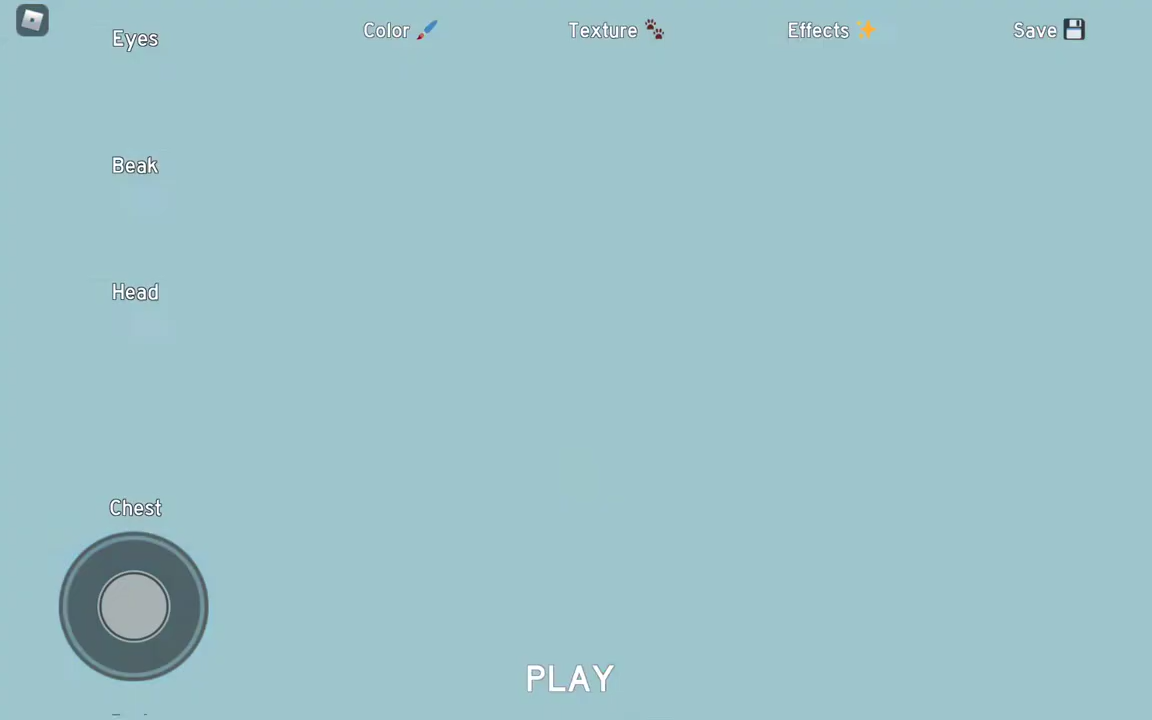 Eyes
Color 🖌️
Texture 🐾
Effects ✨
Save 💾
Beak
Head
Chest
PLAY